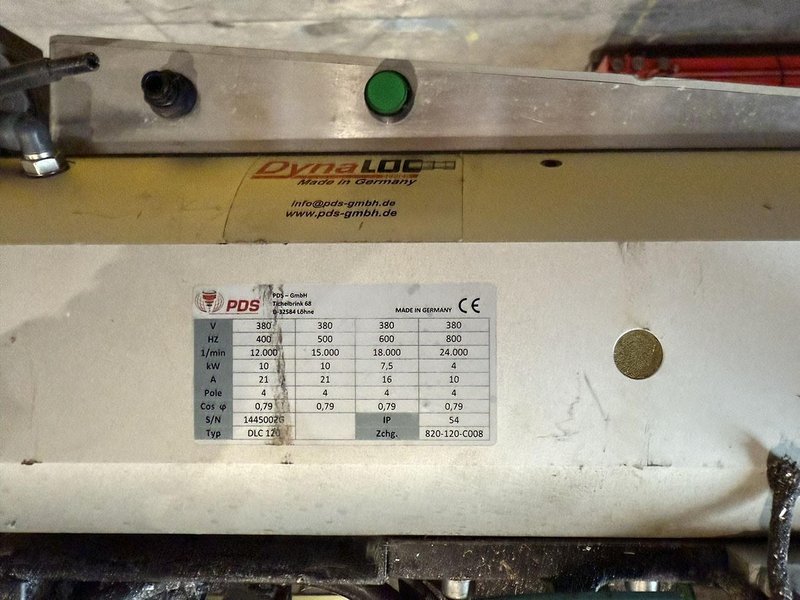 DynaLOC
Made in Germany
info@pds-gmbh.de
www.pds-gmbh.de
PDS
PDS – GmbH
Tichelbrink 68
D-32584 Löhne
MADE IN GERMANY CE
V 380 380 380 380
HZ 400 500 600 800
1/min 12.000 15.000 18.000 24.000
kW 10 10 7,5 4
A 21 21 16 10
Pole 4 4 4 4
Cos φ 0,79 0,79 0,79 0,79
S/N IP 54
Typ DLC Zchg. 820-120-C008